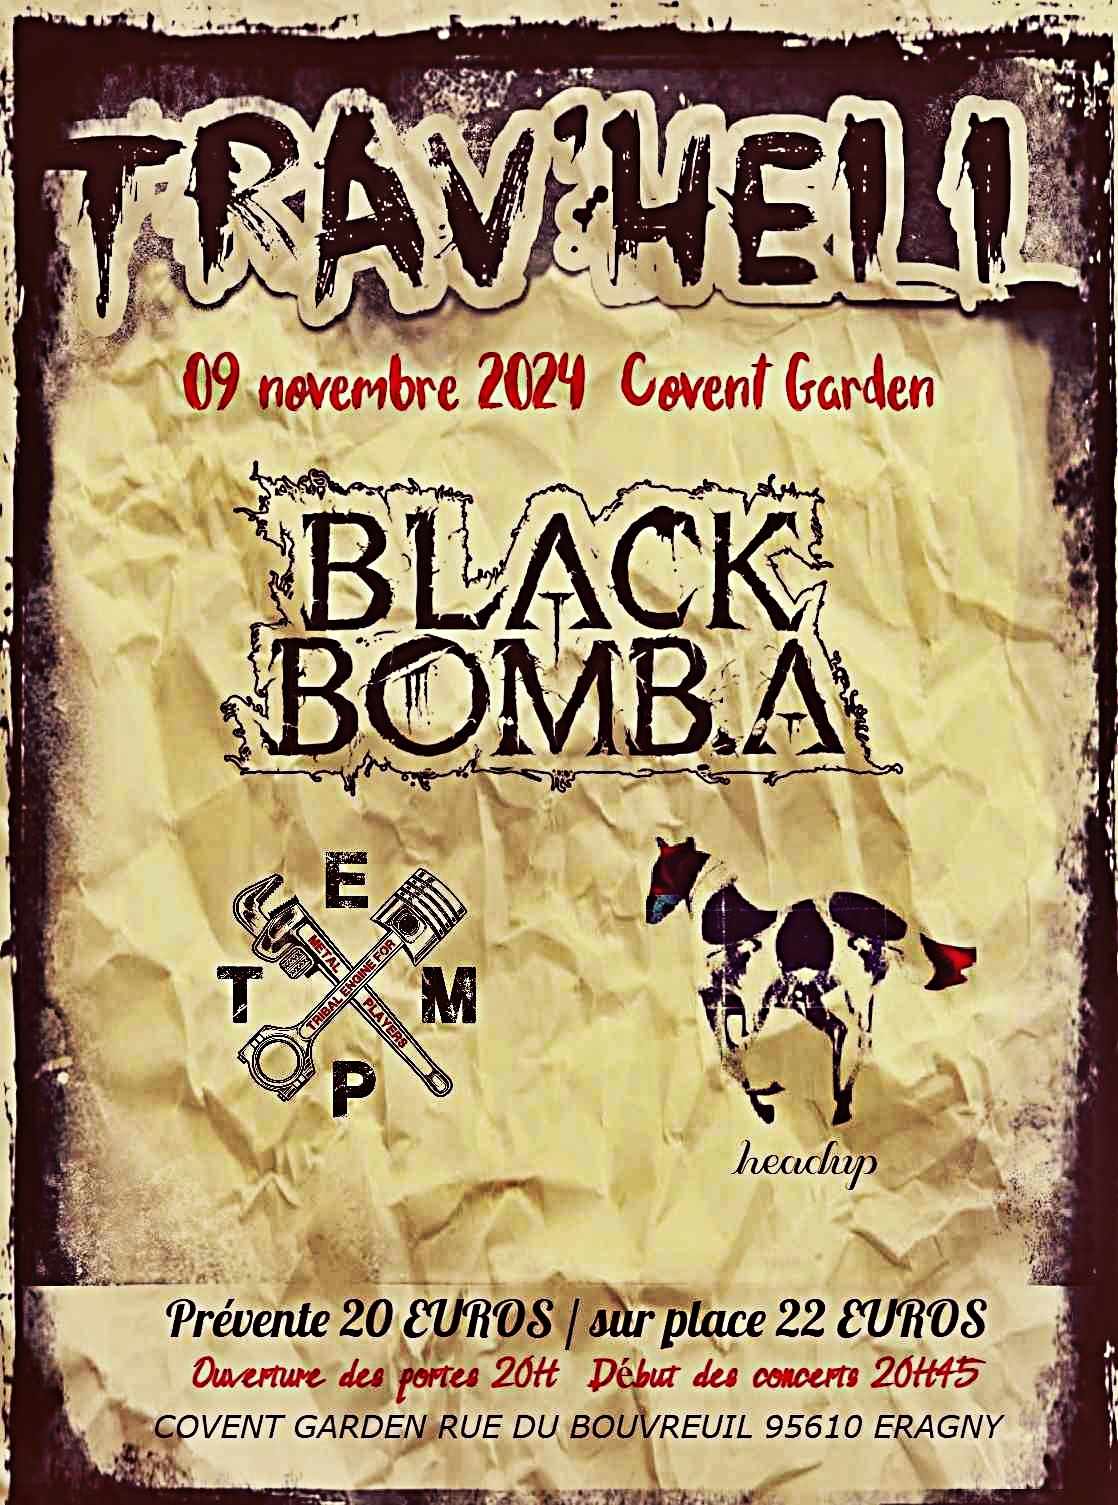 TRAV'HELL
09 novembre 2024 Covent Garden
BLACK
BOMB.A
E
T M
P
METAL PLAYERS
TRIBAL ENGINE FOR
headup
Prévente 20 EUROS / sur place 22 EUROS
Ouverture des portes 20H Début des concerts 20H45
COVENT GARDEN RUE DU BOUVREUIL 95610 ERAGNY